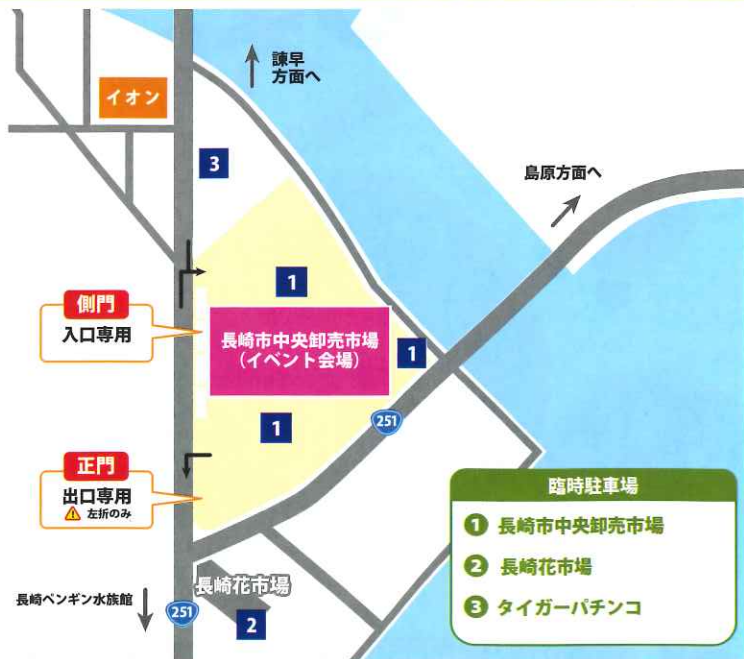 諫早
方面へ
イオン
3
島原方面へ
1
側門
入口専用
長崎市中央卸売市場
(イベント会場)
1
1
251
正門
出口専用
左折のみ
臨時駐車場
1 長崎市中央卸売市場
2 長崎花市場
3 タイガーパチンコ
長崎花市場
長崎ペンギン水族館
251
2